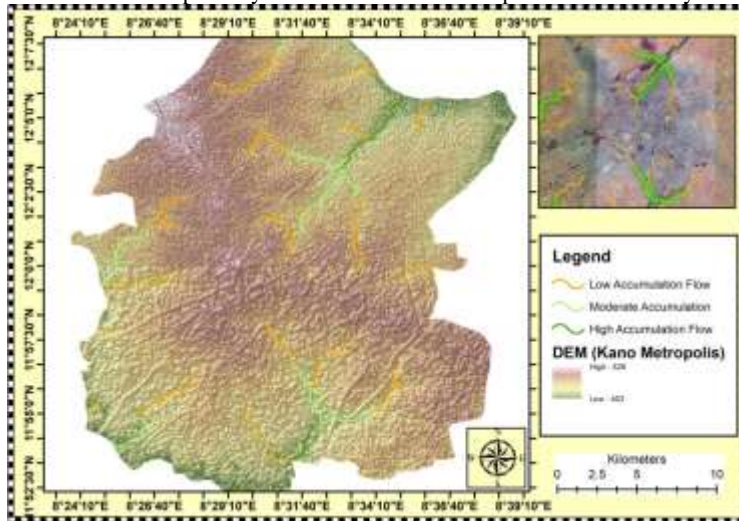 8°24'10"E 8°26'40"E 8°29'10"E 8°31'40"E 8°34'10"E 8°36'40"E 8°39'10"E
12°5'0"N
12°2'30"N
12°0'0"N
11°57'30"N
11°55'0"N
11°52'30"N
Legend
Low Accumulation Flow
Moderate Accumulation
High Accumulation Flow
DEM (Kano Metropolis)
Kilometers
0 2.5 5 10
8°24'10"E 8°26'40"E 8°29'10"E 8°31'40"E 8°34'10"E 8°36'40"E 8°39'10"E